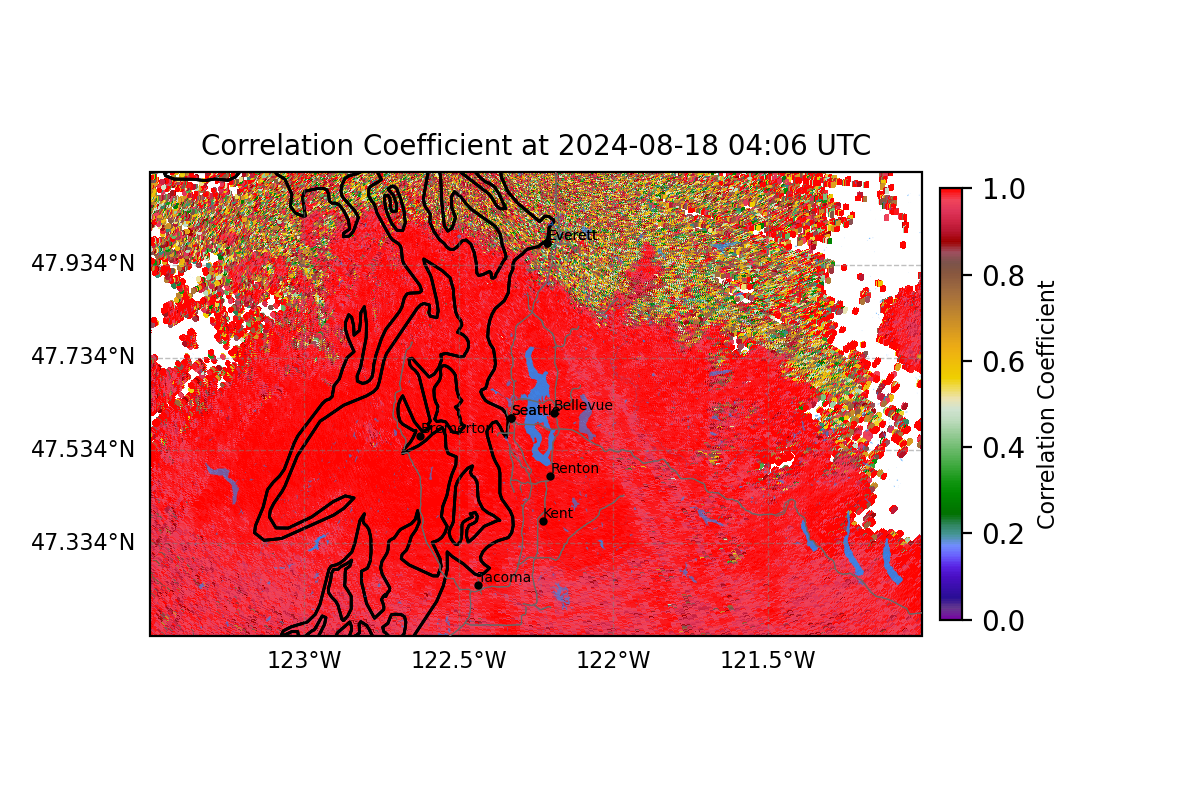 Correlation Coefficient at 2024-08-18 04:06 UTC
1.0
Everett
47.934°N
0.8
47.734°N
0.6
Seattl
Bellevue
Bremerton
0.4
47.534°N
Renton
Kent
0.2
47.334°N
Tacoma
0.0
Correlation Coefficient
123°W 122.5°W 122°W 121.5°W